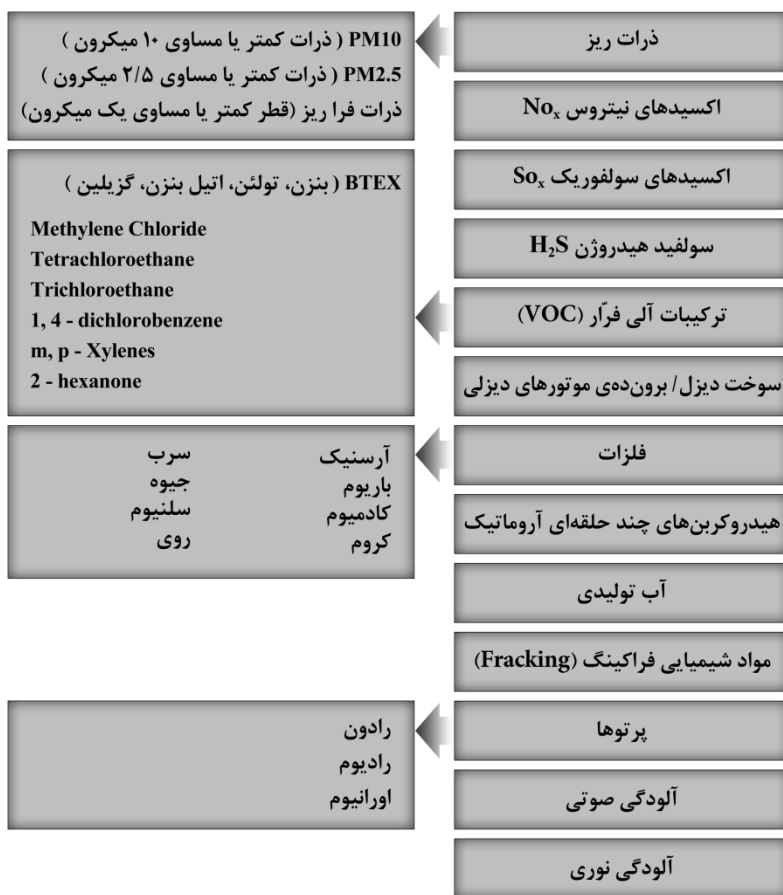 ذرات ریز
PM10 ( ذرات کمتر یا مساوی ۱۰ میکرون )
PM2.5 ( ذرات کمتر یا مساوی ۲/۵ میکرون )
ذرات فرا ریز (قطر کمتر یا مساوی یک میکرون)
اکسیدهای نیتروس Noₓ
اکسیدهای سولفوریک Soₓ
سولفید هیدروژن H₂S
ترکیبات آلی فرّار (VOC)
BTEX ( بنزن، تولئن، اتیل بنزن، گزیلین )
Methylene Chloride
Tetrachloroethane
Trichloroethane
1, 4 - dichlorobenzene
m, p - Xylenes
2 - hexanone
سوخت دیزل/ برون‌ده‌ی موتورهای دیزلی
فلزات
آرسنیک سرب
باریوم جیوه
کادمیوم سلنیوم
کروم روی
هیدروکربن‌های چند حلقه‌ای آروماتیک
آب تولیدی
مواد شیمیایی فراکینگ (Fracking)
پرتوها
رادون
رادیوم
اورانیوم
آلودگی صوتی
آلودگی نوری